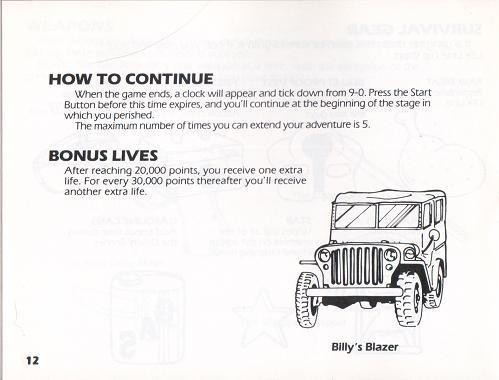 HOW TO CONTINUE
When the game ends, a clock will appear and tick down from 9-0. Press the Start
Button before this time expires, and you'll continue at the beginning of the stage in
which you perished.
The maximum number of times you can extend your adventure is 5.
BONUS LIVES
After reaching 20,000 points, you receive one extra
life. For every 30,000 points thereafter you'll receive
another extra life.
Billy's Blazer
12